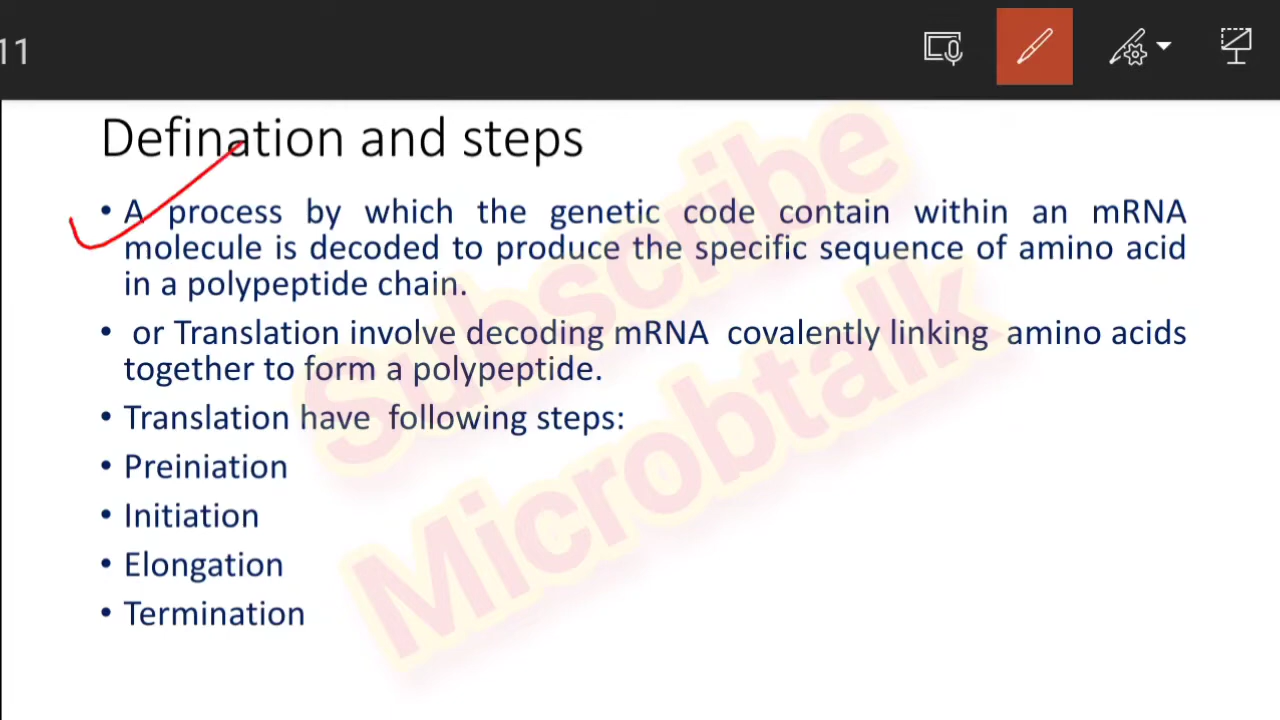 11
Defination and steps
• A process by which the genetic code contain within an mRNA
molecule is decoded to produce the specific sequence of amino acid
in a polypeptide chain.
• or Translation involve decoding mRNA covalently linking amino acids
together to form a polypeptide.
• Translation have following steps:
• Preiniation
• Initiation
• Elongation
• Termination
Subscribe
Microbtalk